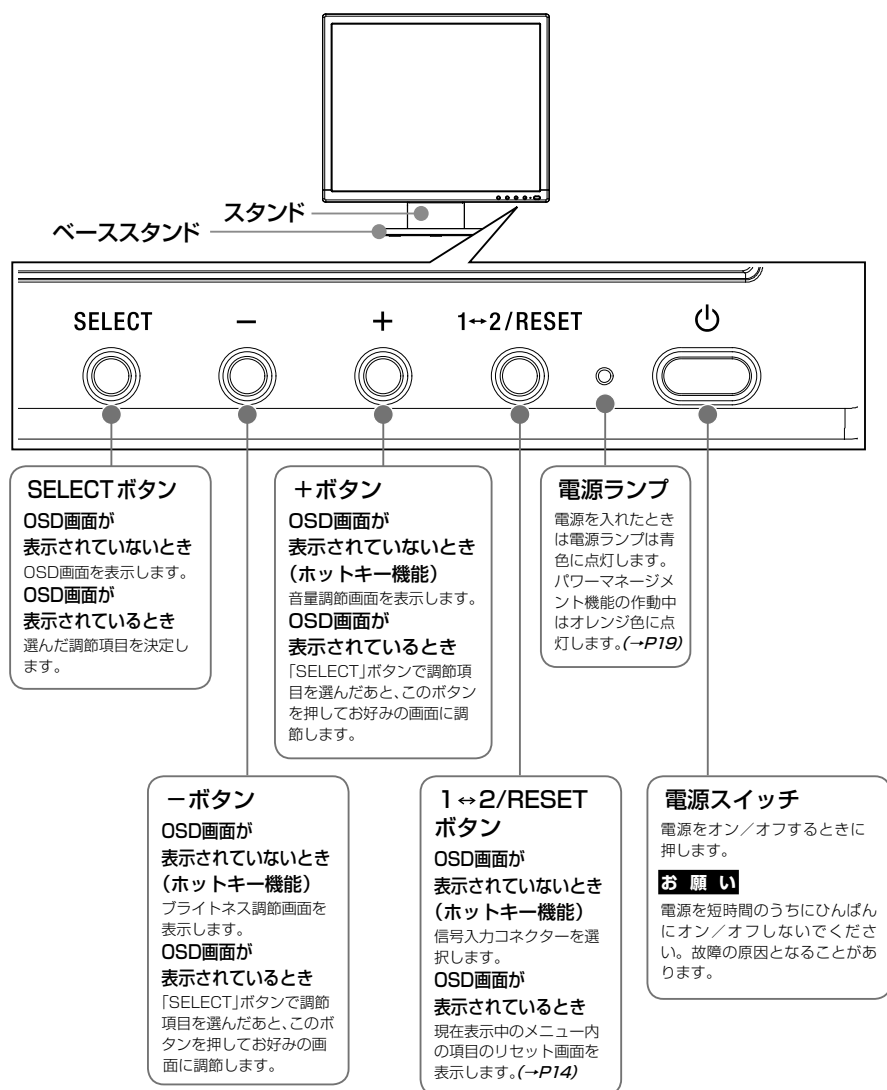 スタンド
ベーススタンド
SELECT
−
+
1↔2/RESET
SELECTボタン
OSD画面が
表示されていないとき
OSD画面を表示します。
OSD画面が
表示されているとき
選んだ調節項目を決定し
ます。
＋ボタン
OSD画面が
表示されていないとき
（ホットキー機能）
音量調節画面を表示します。
OSD画面が
表示されているとき
「SELECT」ボタンで調節項
目を選んだあと、このボタン
を押してお好みの画面に調
節します。
電源ランプ
電源を入れたとき
は電源ランプは青
色に点灯します。
パワーマネージメ
ント機能の作動中
はオレンジ色に点
灯します。(→P19)
−ボタン
OSD画面が
表示されていないとき
（ホットキー機能）
ブライトネス調節画面を
表示します。
OSD画面が
表示されているとき
「SELECT」ボタンで調節
項目を選んだあと、このボ
タンを押してお好みの画
面に調節します。
1↔2/RESET
ボタン
OSD画面が
表示されていないとき
（ホットキー機能）
信号入力コネクターを選
択します。
OSD画面が
表示されているとき
現在表示中のメニュー内
の項目のリセット画面を
表示します。(→P14)
電源スイッチ
電源をオン／オフするときに
押します。
お 願 い
電源を短時間のうちにひんぱん
にオン／オフしないでくださ
い。故障の原因となることがあ
ります。